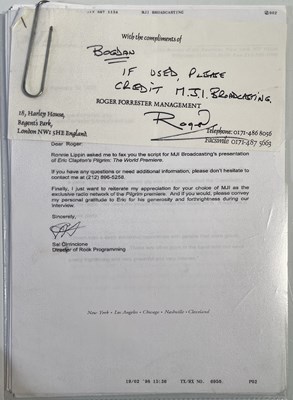 MJI BROADCASTING
With the compliments of
BOGDAN
IF USED, PLEASE
CREDIT M.J.I. BROADCASTING.
ROGER FORRESTER MANAGEMENT
Roger
18, Harley House,
Regent's Park,
London NW1 5HE England.
Telephone: 0171-486 8056
Facsimile: 0171-487 5663
Dear Roger:
Ronnie Lippin asked me to fax you the script for MJI Broadcasting's presentation
of Eric Clapton's Pilgrim: The World Premiere.
If you have any questions or need additional information, please don't hesitate to
contact me at (212) 896-5258.
Finally, I just want to reiterate my appreciation for your choice of MJI as the
exclusive radio network of the Pilgrim premiere. And if you would, please convey
my personal gratitude to Eric for his generosity and forthrightness during our
interview.
Sincerely,
Sal Cirrincione
Director of Rock Programming
New York • Los Angeles • Chicago • Nashville • Cleveland
P02